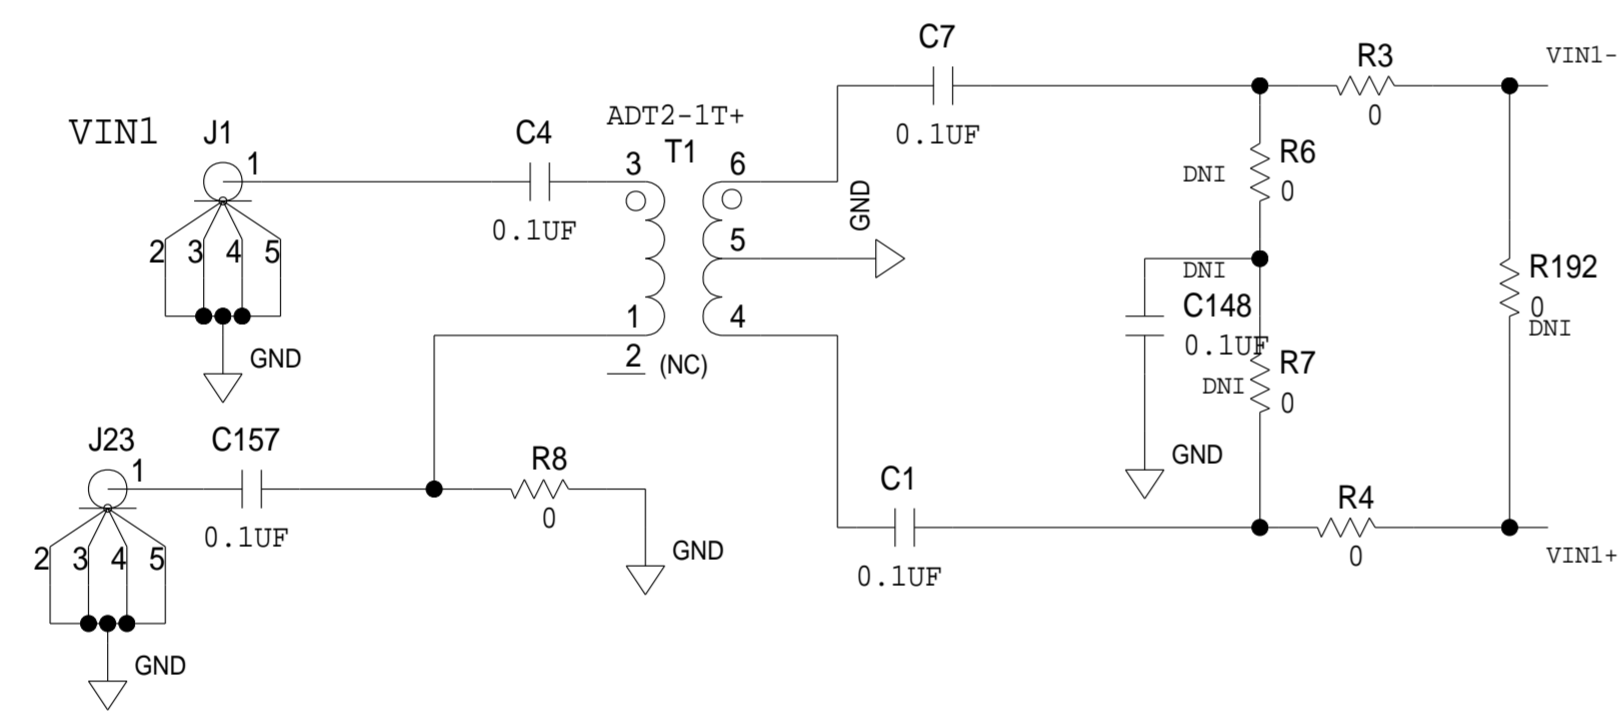 C7
R3
VIN1-
ADT2-1T+
VIN1
J1
C4
T1
0.1UF
0
1
3
6
R6
DNI
0
0.1UF
GND
2
3
4
5
5
DNI
R192
C148
0
1
4
0.1UF
DNI
GND
2
(NC)
R7
DNI
0
J23
C157
R8
GND
1
C1
R4
0.1UF
0
GND
2
3
4
5
0.1UF
0
VIN1+
GND